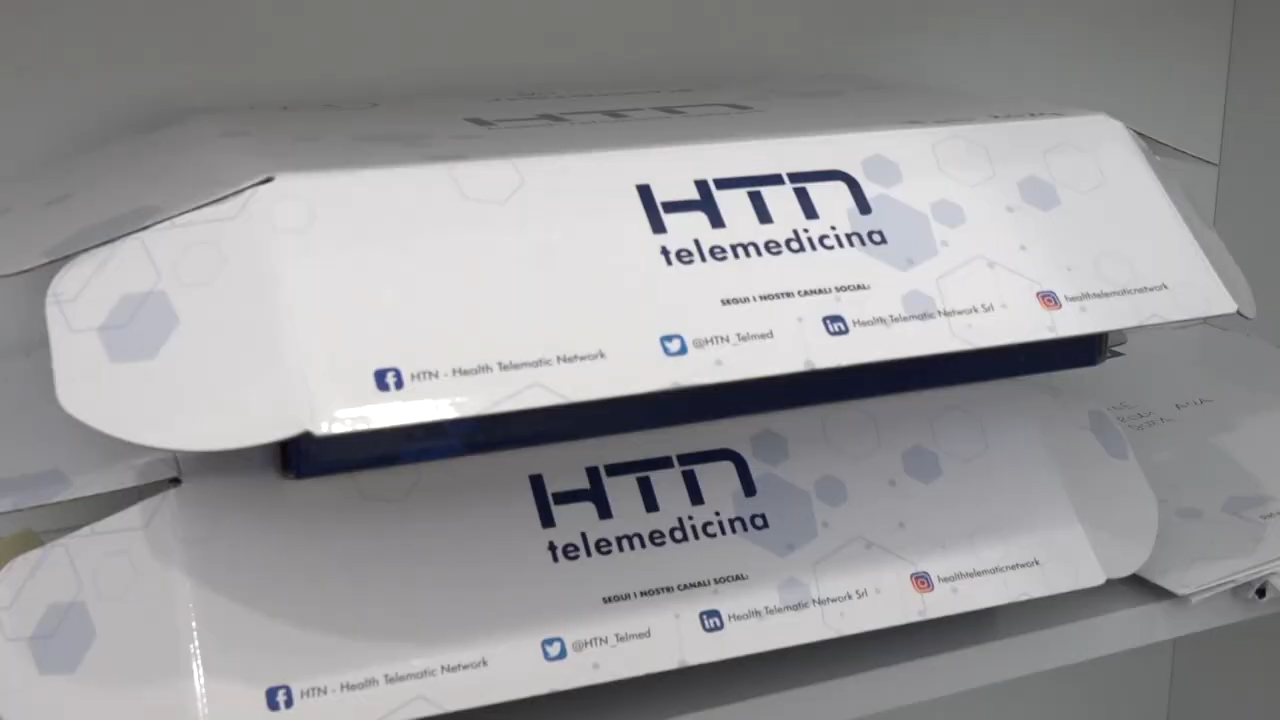 HTN
HTN
telemedicina
SEGUI I NOSTRI CANALI SOCIAL:
HTN - Health Telematic Network
@HTN_Telmed
Health Telematic Network Srl
healthtelematicnetwork
HTN
telemedicina
SEGUI I NOSTRI CANALI SOCIAL:
HTN - Health Telematic Network
@HTN_Telmed
Health Telematic Network Srl
healthtelematicnetwork